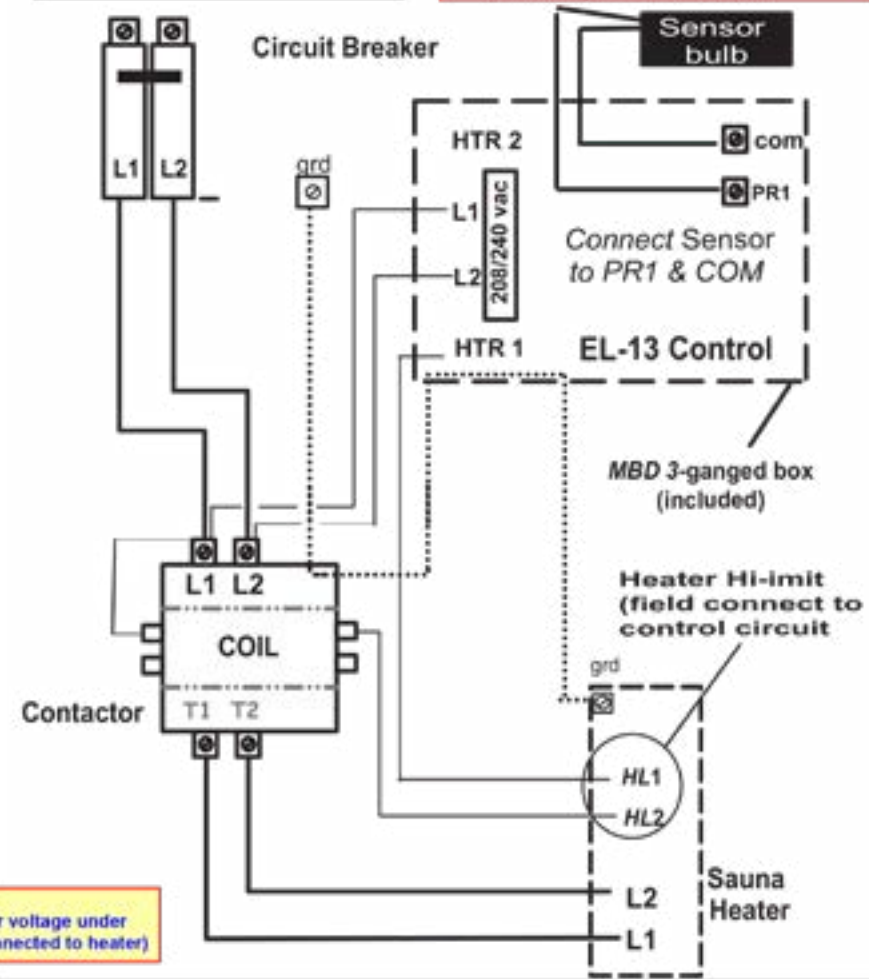 Circuit Breaker
Sensor
bulb
L1
L2
grd
HTR 2
com
PR1
L1
L2
208/240 vac
Connect Sensor
to PR1 & COM
HTR 1
EL-13 Control
MBD 3-ganged box
(included)
L1 L2
COIL
T1 T2
Contactor
Heater Hi-imit
(field connect to
control circuit
grd
HL1
HL2
L2
L1
Sauna
Heater
voltage under
to heater)